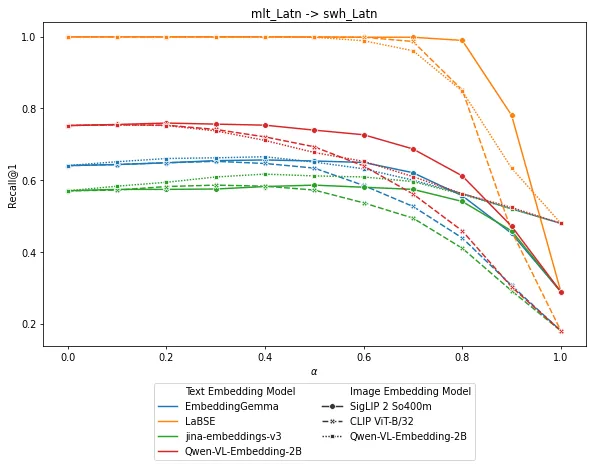 mlt_Latn -> swh_Latn
Recall@1
1.0
0.8
0.6
0.4
0.2
0.0 0.2 0.4 0.6 0.8 1.0
α
Text Embedding Model Image Embedding Model
EmbeddingGemma SigLIP 2 So400m
LaBSE CLIP ViT-B/32
jina-embeddings-v3 Qwen-VL-Embedding-2B
Qwen-VL-Embedding-2B